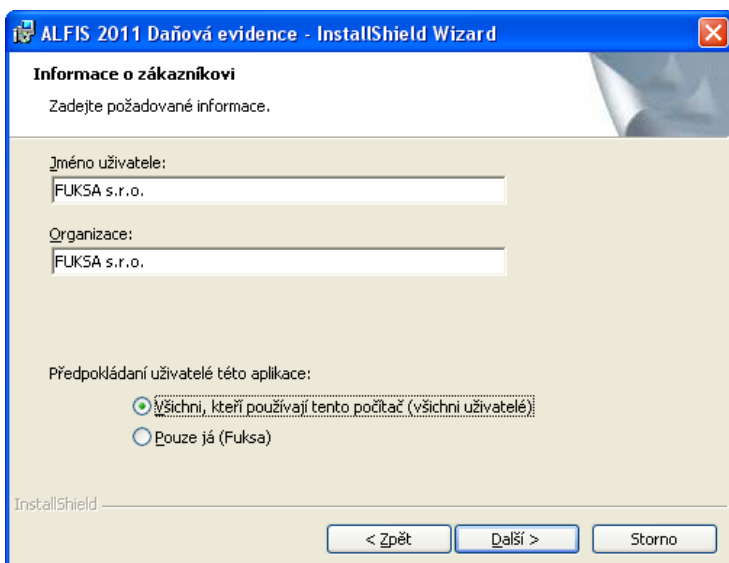 ALFIS 2011 Daňová evidence - InstallShield Wizard
Informace o zákazníkovi
Zadejte požadované informace.
Jméno uživatele:
FUKSA s.r.o.
Organizace:
FUKSA s.r.o.
Předpokládaní uživatelé této aplikace:
Všichni, kteří používají tento počítač (všichni uživatelé)
Pouze já (Fuksa)
InstallShield
< Zpět Další > Storno